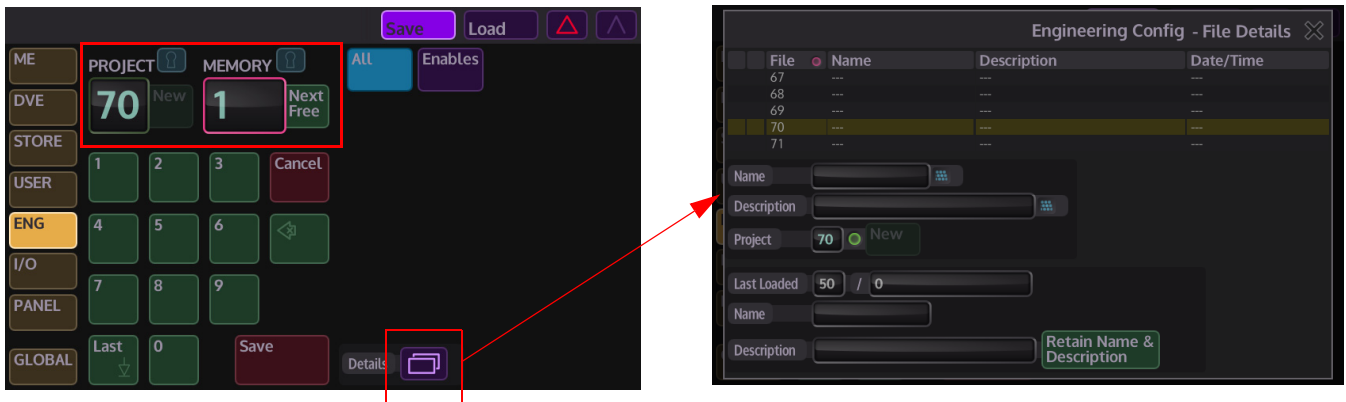 Save
Load
ME
DVE
STORE
USER
ENG
I/O
PANEL
GLOBAL
PROJECT
MEMORY
70
New
1
Next
Free
All
Enables
1
2
3
Cancel
4
5
6
7
8
9
Last
0
Save
Details
Engineering Config - File Details
File Name Description Date/Time
67 --- --- ---
68 --- --- ---
69 --- --- ---
70 --- --- ---
71 --- --- ---
Name
Description
Project 70 New
Last Loaded 50 / 0
Name
Description
Retain Name &
Description